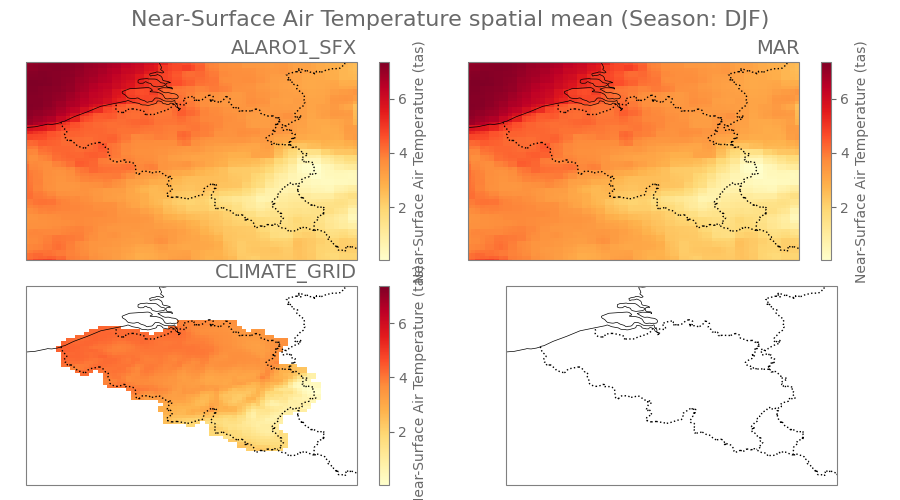 Near-Surface Air Temperature spatial mean (Season: DJF)
ALARO1_SFX
MAR
6
4
2
Near-Surface Air Temperature (tas)
6
4
2
Near-Surface Air Temperature (tas)
CLIMATE_GRID
6
4
2
Near-Surface Air Temperature (tas)